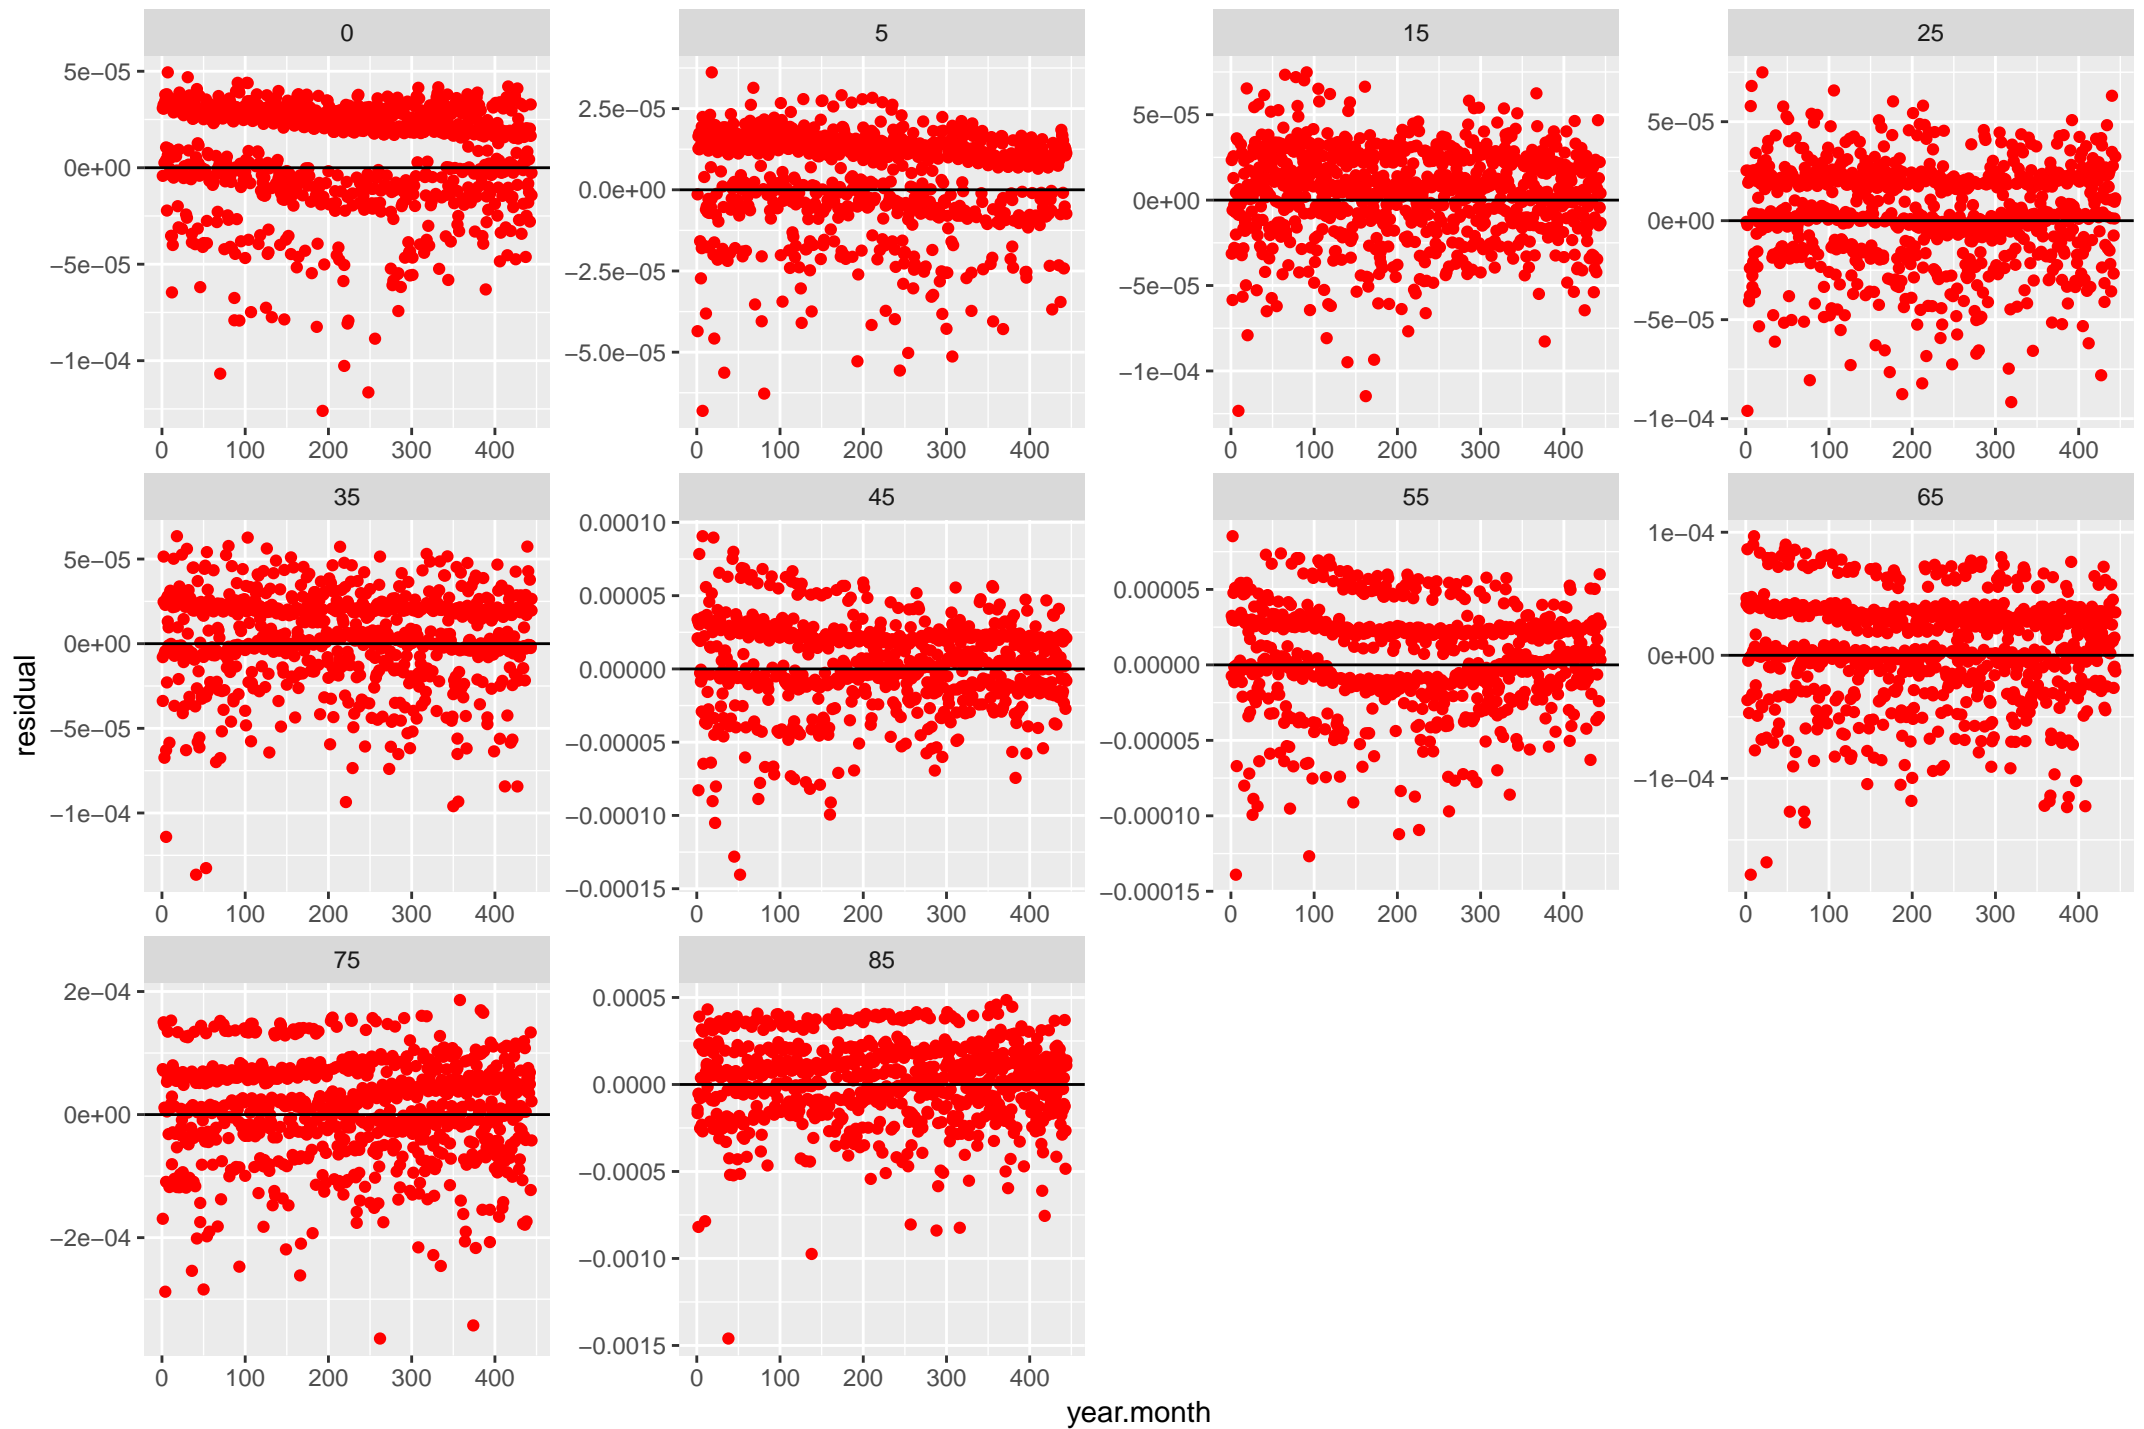 0 5 15 25
5e−05
0e+00
−5e−05
−1e−04
2.5e−05
0.0e+00
−2.5e−05
−5.0e−05
5e−05
0e+00
−5e−05
−1e−04
5e−05
0e+00
−5e−05
−1e−04
0 100 200 300 400
0 100 200 300 400
0 100 200 300 400
0 100 200 300 400
35 45 55 65
5e−05
0e+00
−5e−05
−1e−04
0.00010
0.00005
0.00000
−0.00005
−0.00010
−0.00015
0.00005
0.00000
−0.00005
−0.00010
−0.00015
1e−04
0e+00
−1e−04
0 100 200 300 400
0 100 200 300 400
0 100 200 300 400
0 100 200 300 400
75 85
2e−04
0e+00
−2e−04
0.0005
0.0000
−0.0005
−0.0010
−0.0015
0 100 200 300 400
0 100 200 300 400
residual
year.month